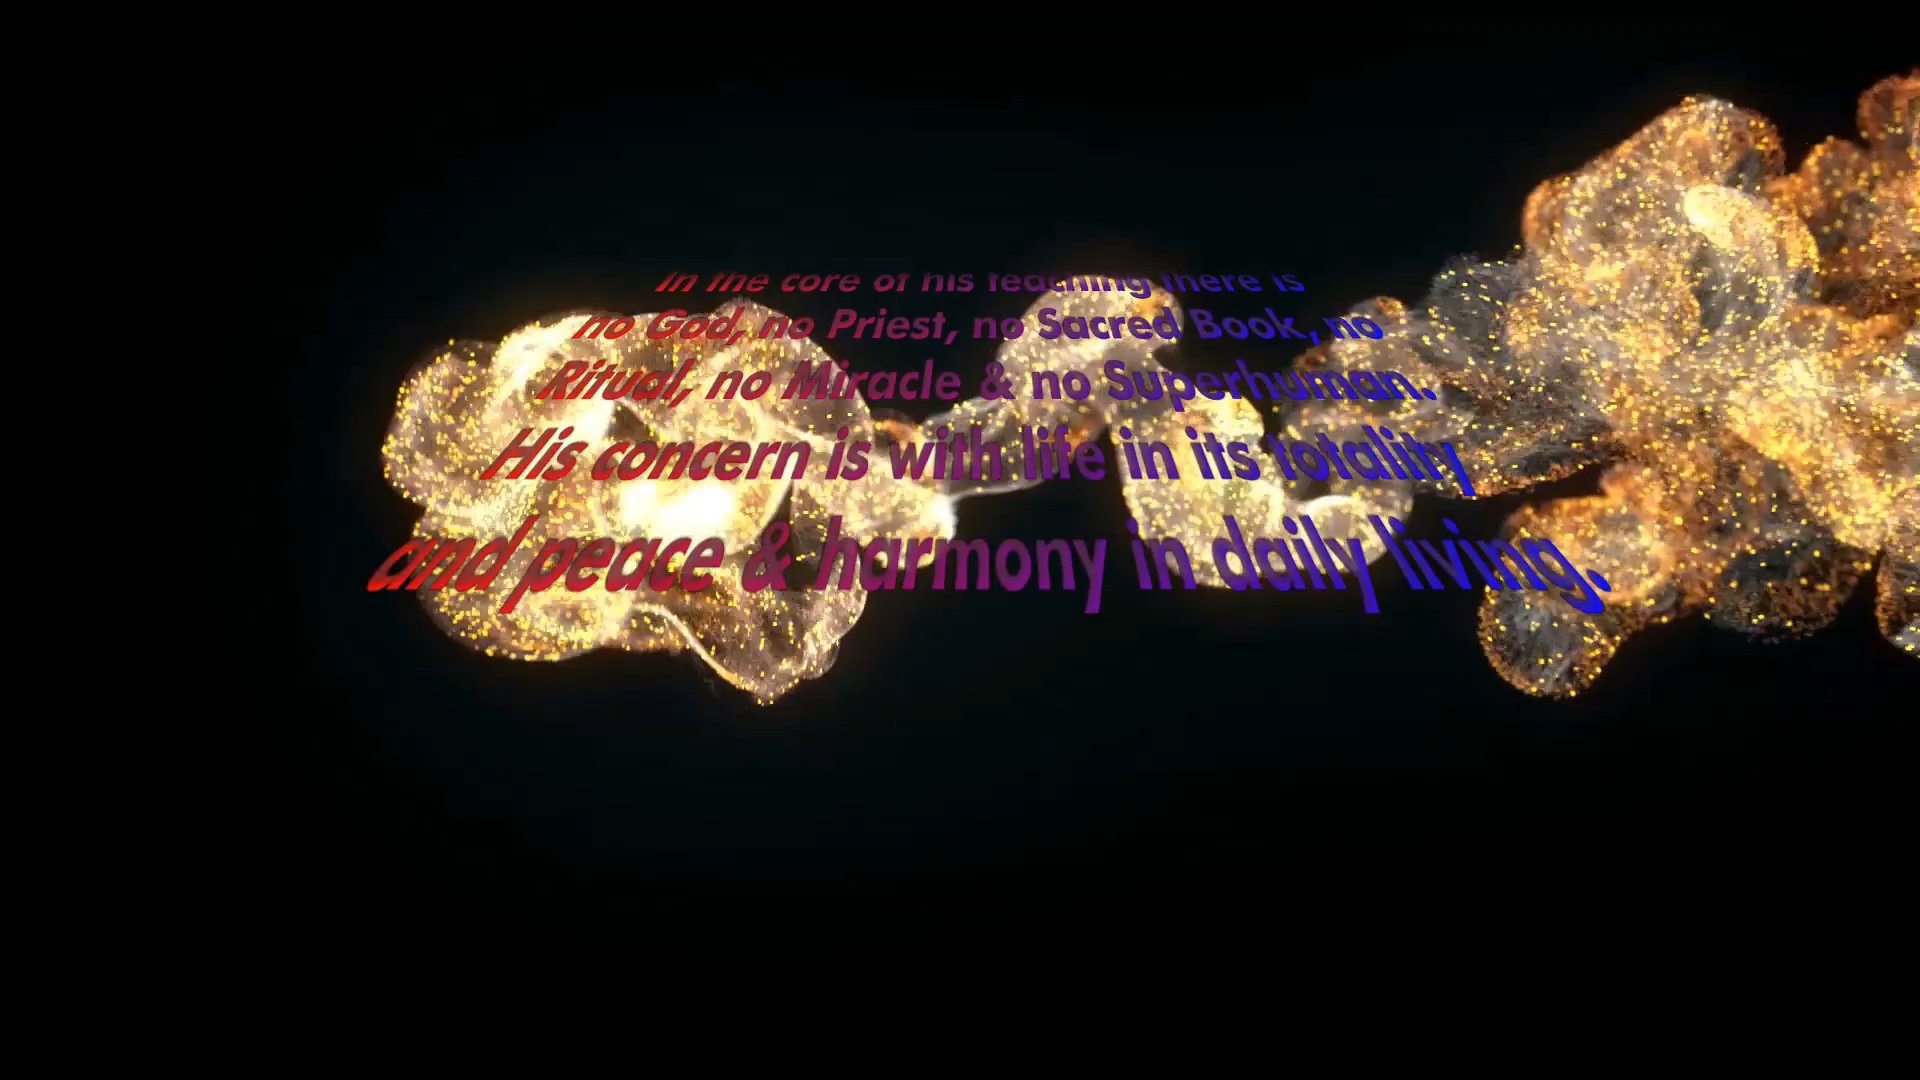 In the core of his teaching there is
no God, no Priest, no Sacred Book, no
Ritual, no Miracle & no Superhuman.
His concern is with life in its totality
and peace & harmony in daily living.